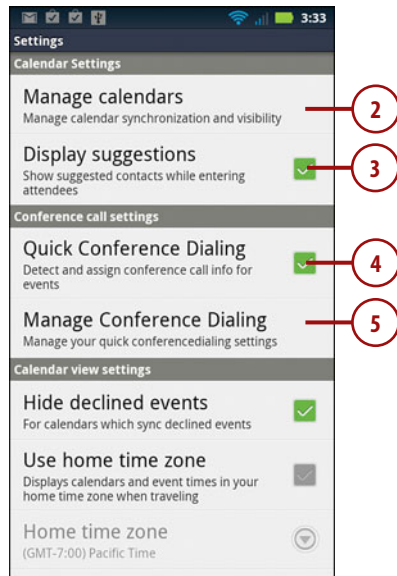 3:33
Settings
Calendar Settings
Manage calendars
Manage calendar synchronization and visibility
2
Display suggestions
Show suggested contacts while entering
attendees
3
Conference call settings
Quick Conference Dialing
Detect and assign conference call info for
events
4
Manage Conference Dialing
Manage your quick conferencedialing settings
5
Calendar view settings
Hide declined events
For calendars which sync declined events
Use home time zone
Displays calendars and event times in your
home time zone when traveling
Home time zone
(GMT-7:00) Pacific Time